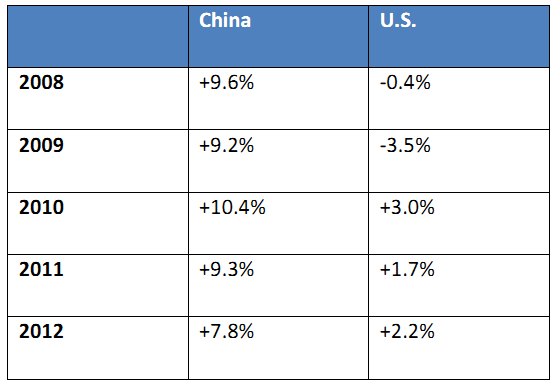 China U.S.
2008 +9.6% -0.4%
2009 +9.2% -3.5%
2010 +10.4% +3.0%
2011 +9.3% +1.7%
2012 +7.8% +2.2%